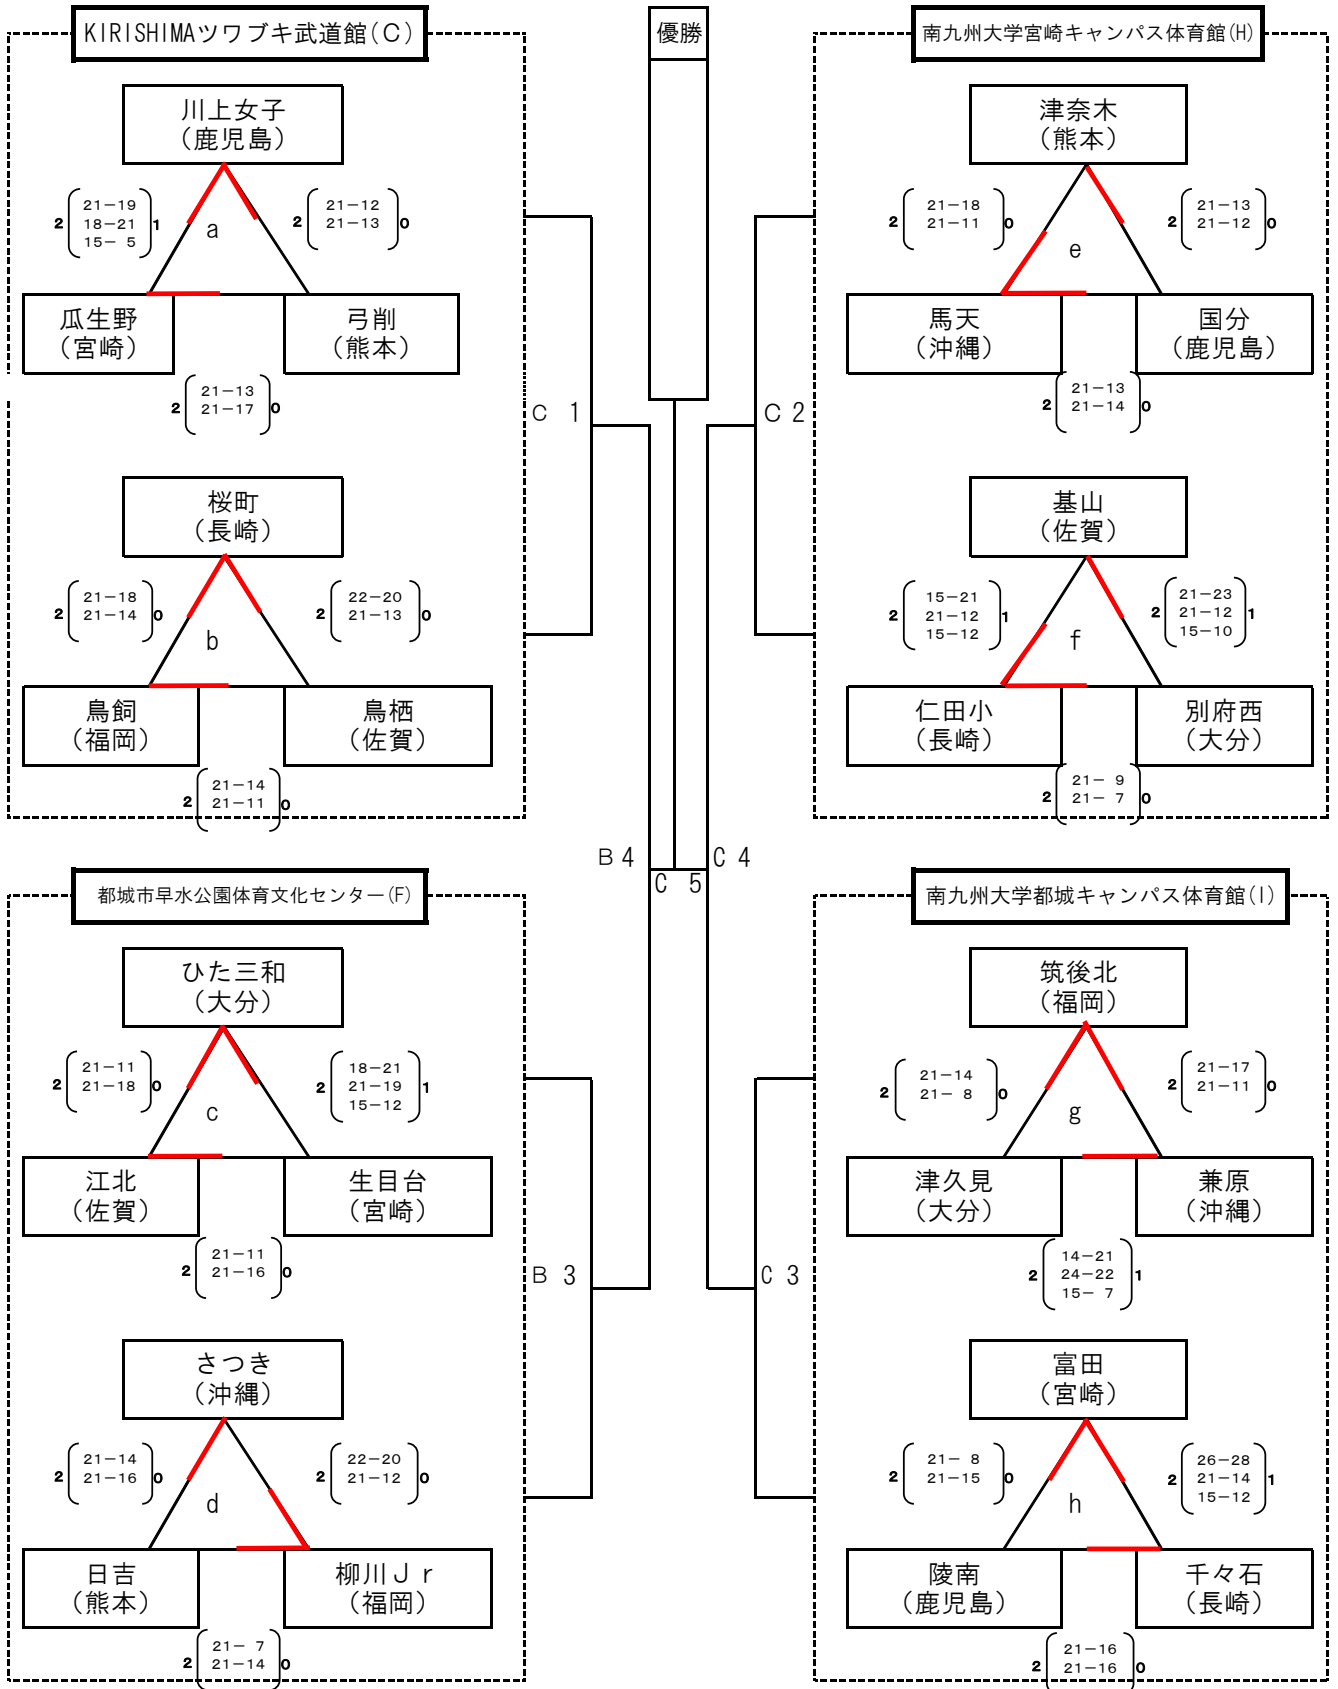 KIRISHIMAツワブキ武道館(C)
川上女子
（鹿児島）
2
21－19
18－21
15－ 5
1
a
2
21－12
21－13
0
瓜生野
（宮崎）
弓削
（熊本）
2
21－13
21－17
0
桜町
（長崎）
2
21－18
21－14
0
b
2
22－20
21－13
0
鳥飼
（福岡）
鳥栖
（佐賀）
2
21－14
21－11
0
都城市早水公園体育文化センター(F)
ひた三和
（大分）
2
21－11
21－18
0
c
2
18－21
21－19
15－12
1
江北
（佐賀）
生目台
（宮崎）
2
21－11
21－16
0
さつき
（沖縄）
2
21－14
21－16
0
d
2
22－20
21－12
0
日吉
（熊本）
柳川Ｊｒ
（福岡）
2
21－ 7
21－14
0
優勝
C 1
C 2
B 4
C 4
C 5
B 3
C 3
南九州大学宮崎キャンパス体育館(H)
津奈木
（熊本）
2
21－18
21－11
0
e
2
21－13
21－12
0
馬天
（沖縄）
国分
（鹿児島）
2
21－13
21－14
0
基山
（佐賀）
2
15－21
21－12
15－12
1
f
2
21－23
21－12
15－10
1
仁田小
（長崎）
別府西
（大分）
2
21－ 9
21－ 7
0
南九州大学都城キャンパス体育館(I)
筑後北
（福岡）
2
21－14
21－ 8
0
g
2
21－17
21－11
0
津久見
（大分）
兼原
（沖縄）
2
14－21
24－22
15－ 7
1
富田
（宮崎）
2
21－ 8
21－15
0
h
2
26－28
21－14
15－12
1
陵南
（鹿児島）
千々石
（長崎）
2
21－16
21－16
0